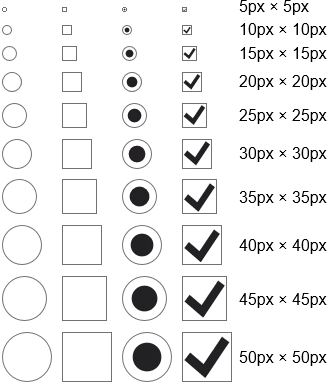 5px × 5px
10px × 10px
15px × 15px
20px × 20px
25px × 25px
30px × 30px
35px × 35px
40px × 40px
45px × 45px
50px × 50px